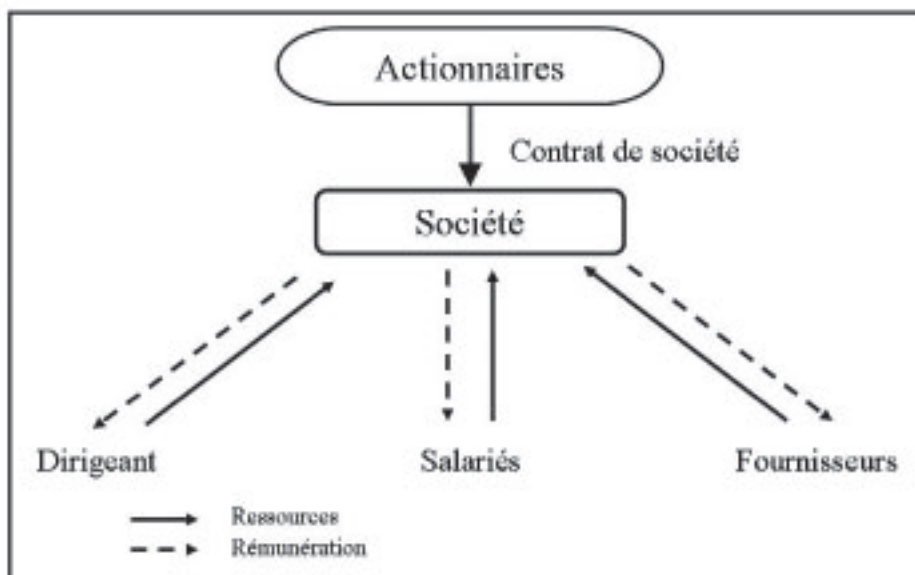 Actionnaires
Contrat de société
Société
Dirigeant
Salariés
Fournisseurs
Ressources
Rémunération